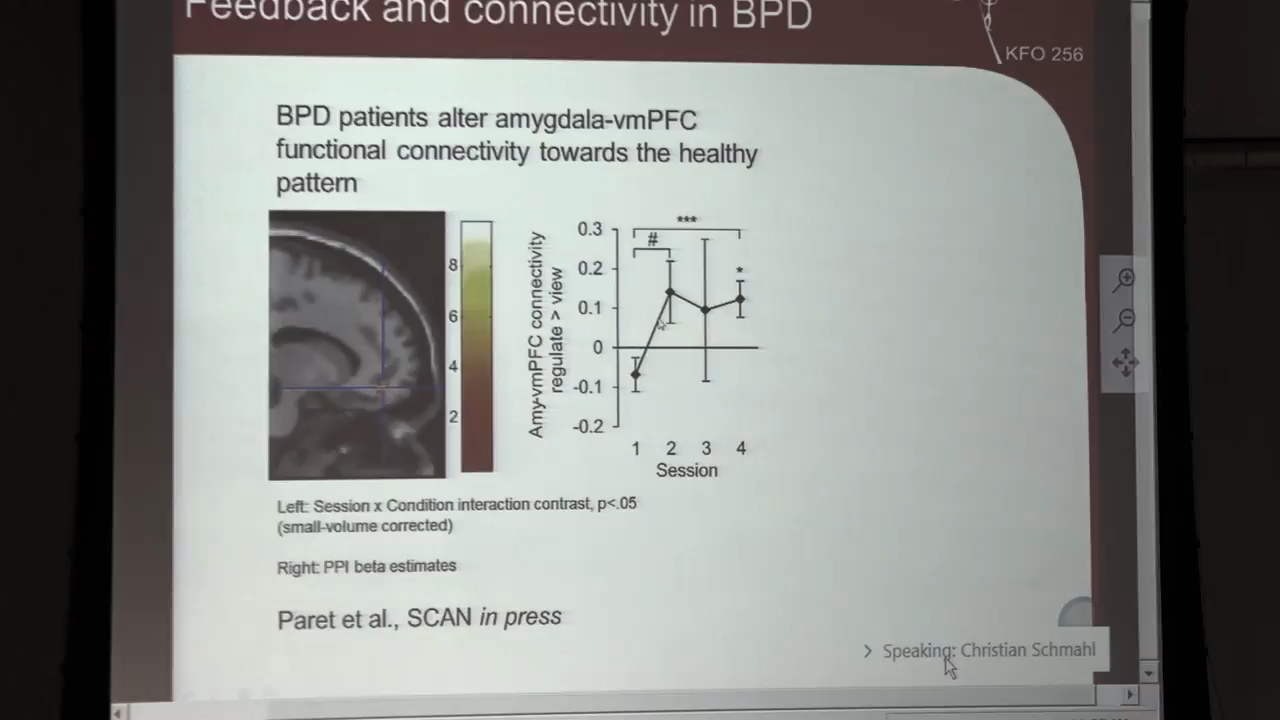 Feedback and connectivity in BPD
KFO 256
BPD patients alter amygdala-vmPFC
functional connectivity towards the healthy
pattern
8
6
4
2
Amy-vmPFC connectivity
regulate > view
0.3
0.2
0.1
0
-0.1
-0.2
***
#
*
1 2 3 4
Session
Left: Session x Condition interaction contrast, p<.05
(small-volume corrected)
Right: PPI beta estimates
Paret et al., SCAN in press
> Speaking: Christian Schmahl